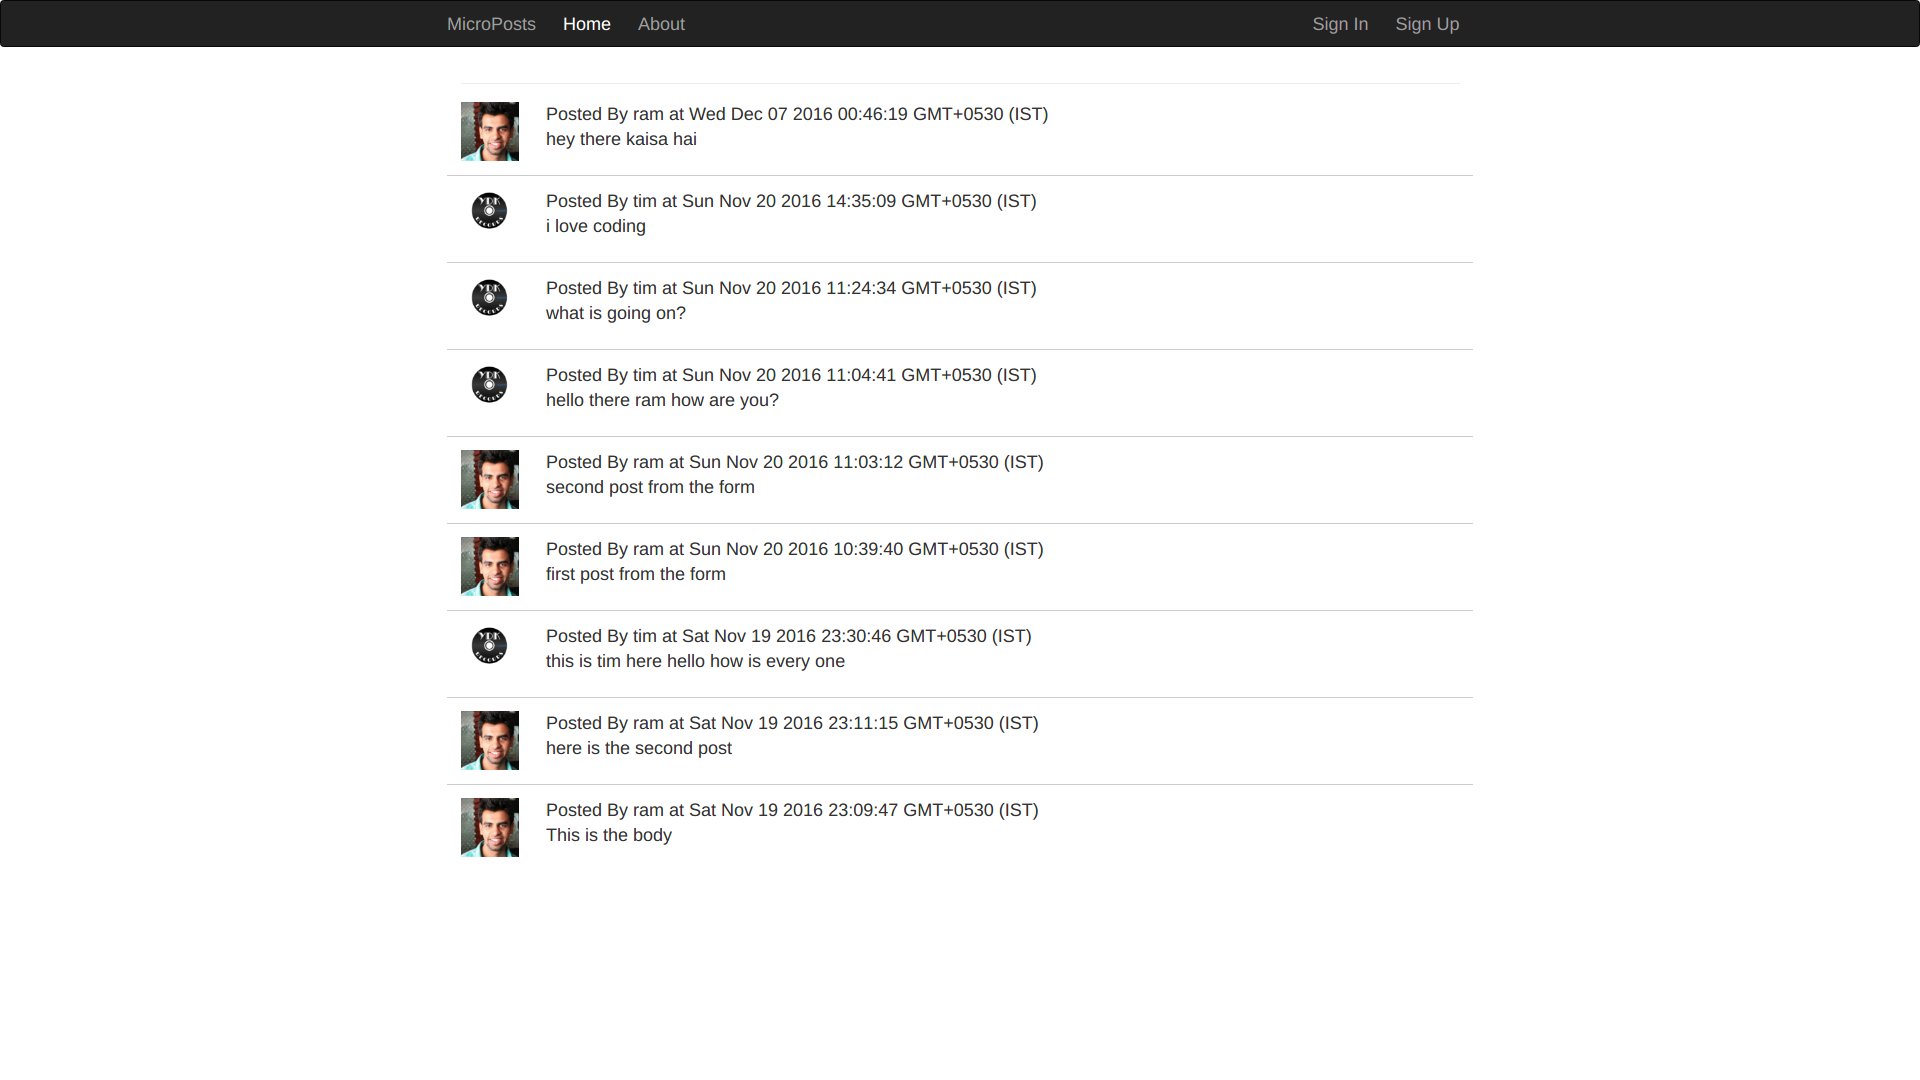 MicroPosts Home About Sign In Sign Up
Posted By ram at Wed Dec 07 2016 00:46:19 GMT+0530 (IST)
hey there kaisa hai
YDK
RECORDS
Posted By tim at Sun Nov 20 2016 14:35:09 GMT+0530 (IST)
i love coding
YDK
RECORDS
Posted By tim at Sun Nov 20 2016 11:24:34 GMT+0530 (IST)
what is going on?
YDK
RECORDS
Posted By tim at Sun Nov 20 2016 11:04:41 GMT+0530 (IST)
hello there ram how are you?
Posted By ram at Sun Nov 20 2016 11:03:12 GMT+0530 (IST)
second post from the form
Posted By ram at Sun Nov 20 2016 10:39:40 GMT+0530 (IST)
first post from the form
YDK
RECORDS
Posted By tim at Sat Nov 19 2016 23:30:46 GMT+0530 (IST)
this is tim here hello how is every one
Posted By ram at Sat Nov 19 2016 23:11:15 GMT+0530 (IST)
here is the second post
Posted By ram at Sat Nov 19 2016 23:09:47 GMT+0530 (IST)
This is the body